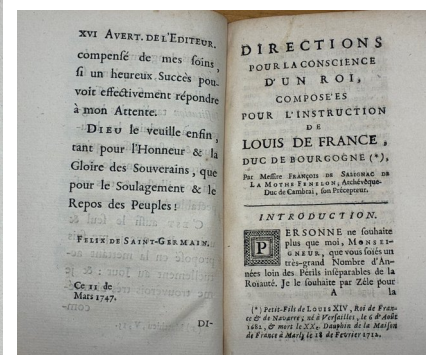 XVI AVERT. DE L'EDITEUR.
compensé de mes soins,
si un heureux Succès pou-
voit effectivement répondre
à mon Attente.
DIEU le veuille enfin,
tant pour l'Honneur & la
Gloire des Souverains, que
pour le Soulagement & le
Repos des Peuples!
FELIX DE SAINT-GERMAIN.
Ce 11 de
Mars 1747.
DI-
DIRECTIONS
POUR LA CONSCIENCE
D'UN ROI,
COMPOSE'ES
POUR L'INSTRUCTION
DE
LOUIS DE FRANCE,
DUC DE BOURGOGNE (*),
Par Messire FRANÇOIS DE SALIGNAC DE
LA MOTHE FENELON, Archévêque-
Duc de Cambrai, son Précepteur.
INTRODUCTION.
PERSONNE ne souhaite
plus que moi, MONSEI-
GNEUR, que vous soïés un
très-grand Nombre d'An-
nées loin des Périls inséparables de la
Roïauté. Je le souhaite par Zéle pour
A la
(*) Petit-Fils de LOUIS XIV, Roi de Fran-
ce & de Navarre; né à Versailles, le 6 d'Août
1682, & mort le XX. Dauphin de la Maison
de France à Marli, le 18 de Fevrier 1712.